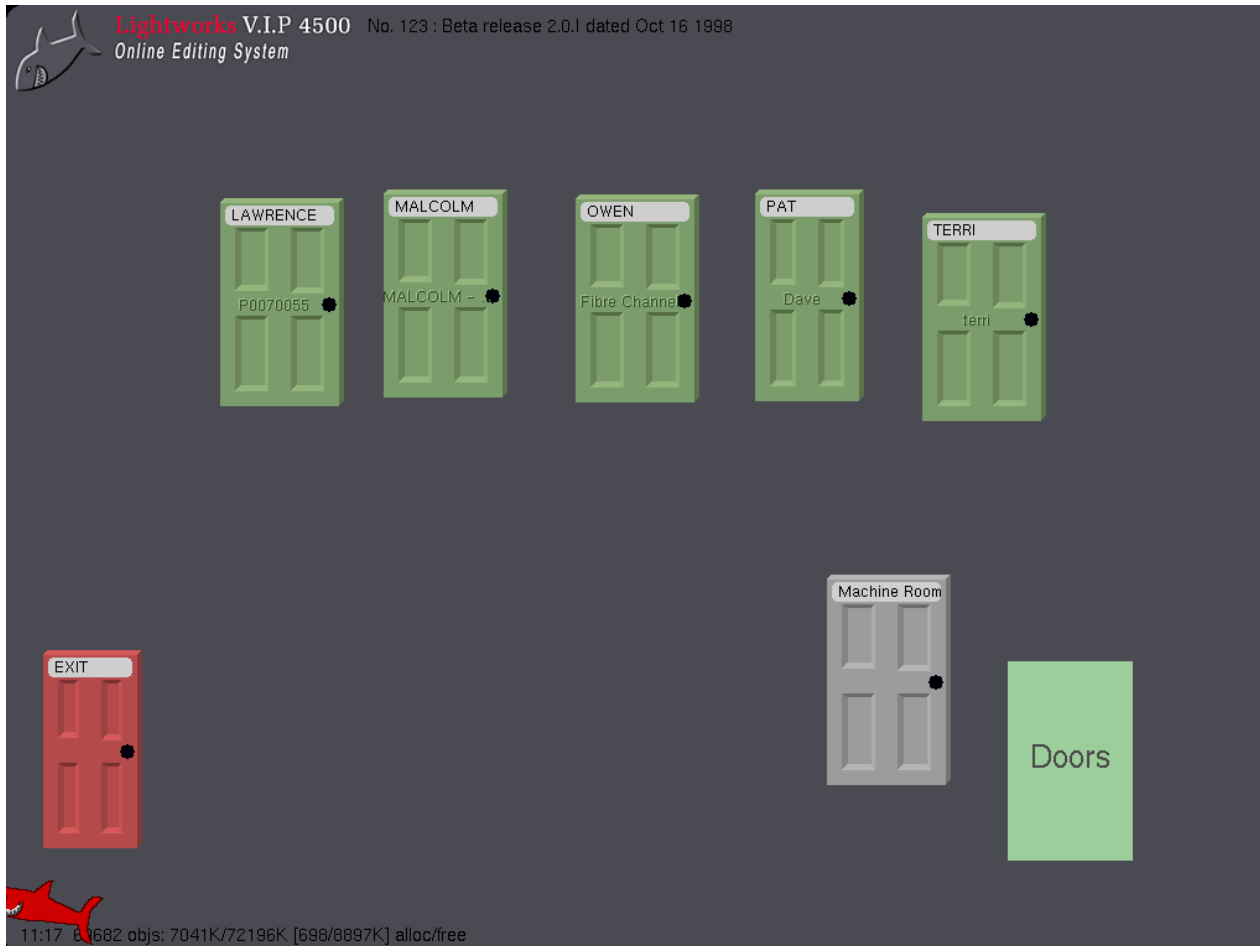 Lightworks V.I.P 4500 No. 123 : Beta release 2.0.I dated Oct 16 1998
Online Editing System
LAWRENCE
MALCOLM
OWEN
PAT
TERRI
P0070055
MALCOLM –
Fibre Channe
Dave
terri
Machine Room
EXIT
Doors
11:17 objs: 7041K/72196K [698/8897K] alloc/free